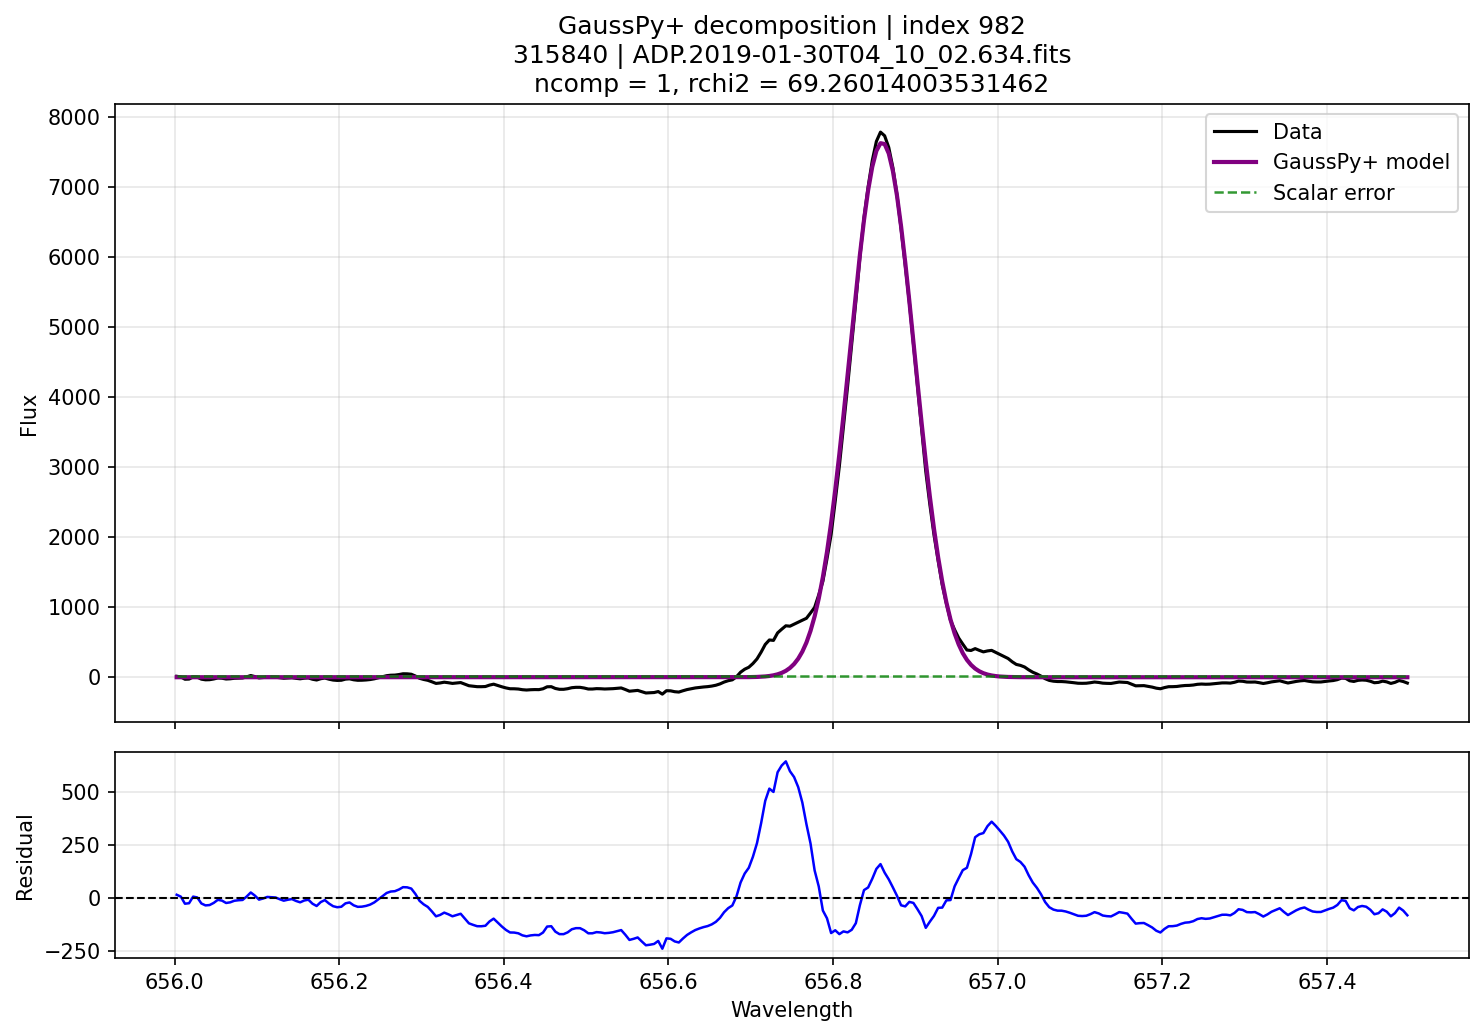 GaussPy+ decomposition | index 982
315840 | ADP.2019-01-30T04_10_02.634.fits
ncomp = 1, rchi2 = 69.26014003531462
8000
7000
6000
5000
4000
3000
2000
1000
0
Flux
Data
GaussPy+ model
Scalar error
500
250
0
−250
Residual
656.0
656.2
656.4
656.6
656.8
657.0
657.2
657.4
Wavelength